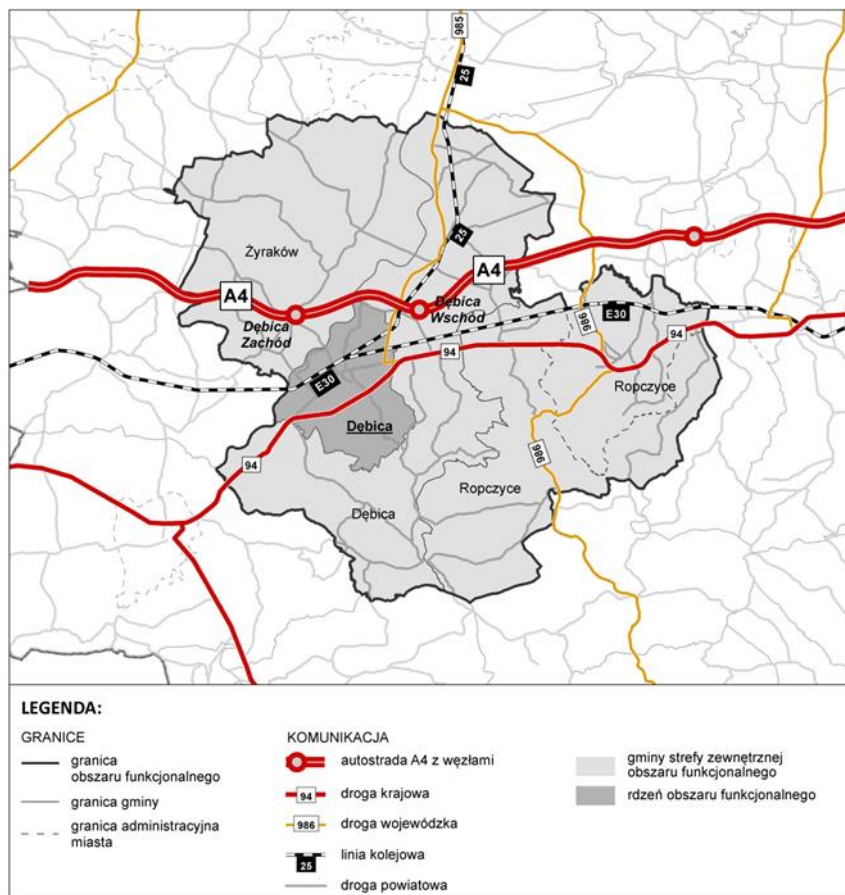 985
25
Żyraków
25
A4
A4
Dębica
Zachód
Dębica
Wschód
986
E30
94
94
E30
Ropczyce
Dębica
986
94
Ropczyce
Dębica
LEGENDA:
GRANICE
granica
obszaru funkcjonalnego
granica gminy
granica administracyjna
miasta
KOMUNIKACJA
autostrada A4 z węzłami
94
droga krajowa
986
droga wojewódzka
25
linia kolejowa
droga powiatowa
gminy strefy zewnętrznej
obszaru funkcjonalnego
rdzeń obszaru funkcjonalnego